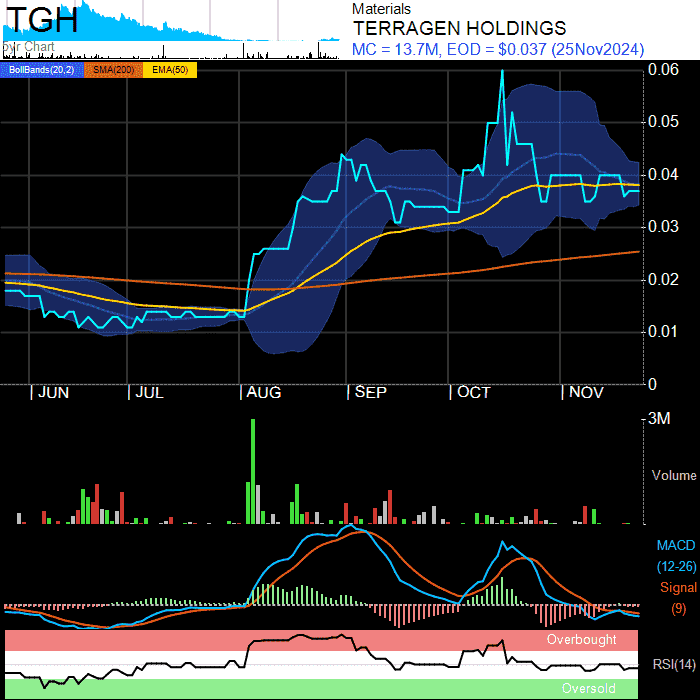 TGH
5yr Chart
Materials
TERRAGEN HOLDINGS
MC = 13.7M, EOD = $0.037 (25Nov2024)
BollBands(20,2) SMA(200) EMA(50)
0.06
0.05
0.04
0.03
0.02
0.01
0
JUN JUL AUG SEP OCT NOV
3M
Volume
MACD
(12-26)
Signal
(9)
Overbought
RSI(14)
Oversold